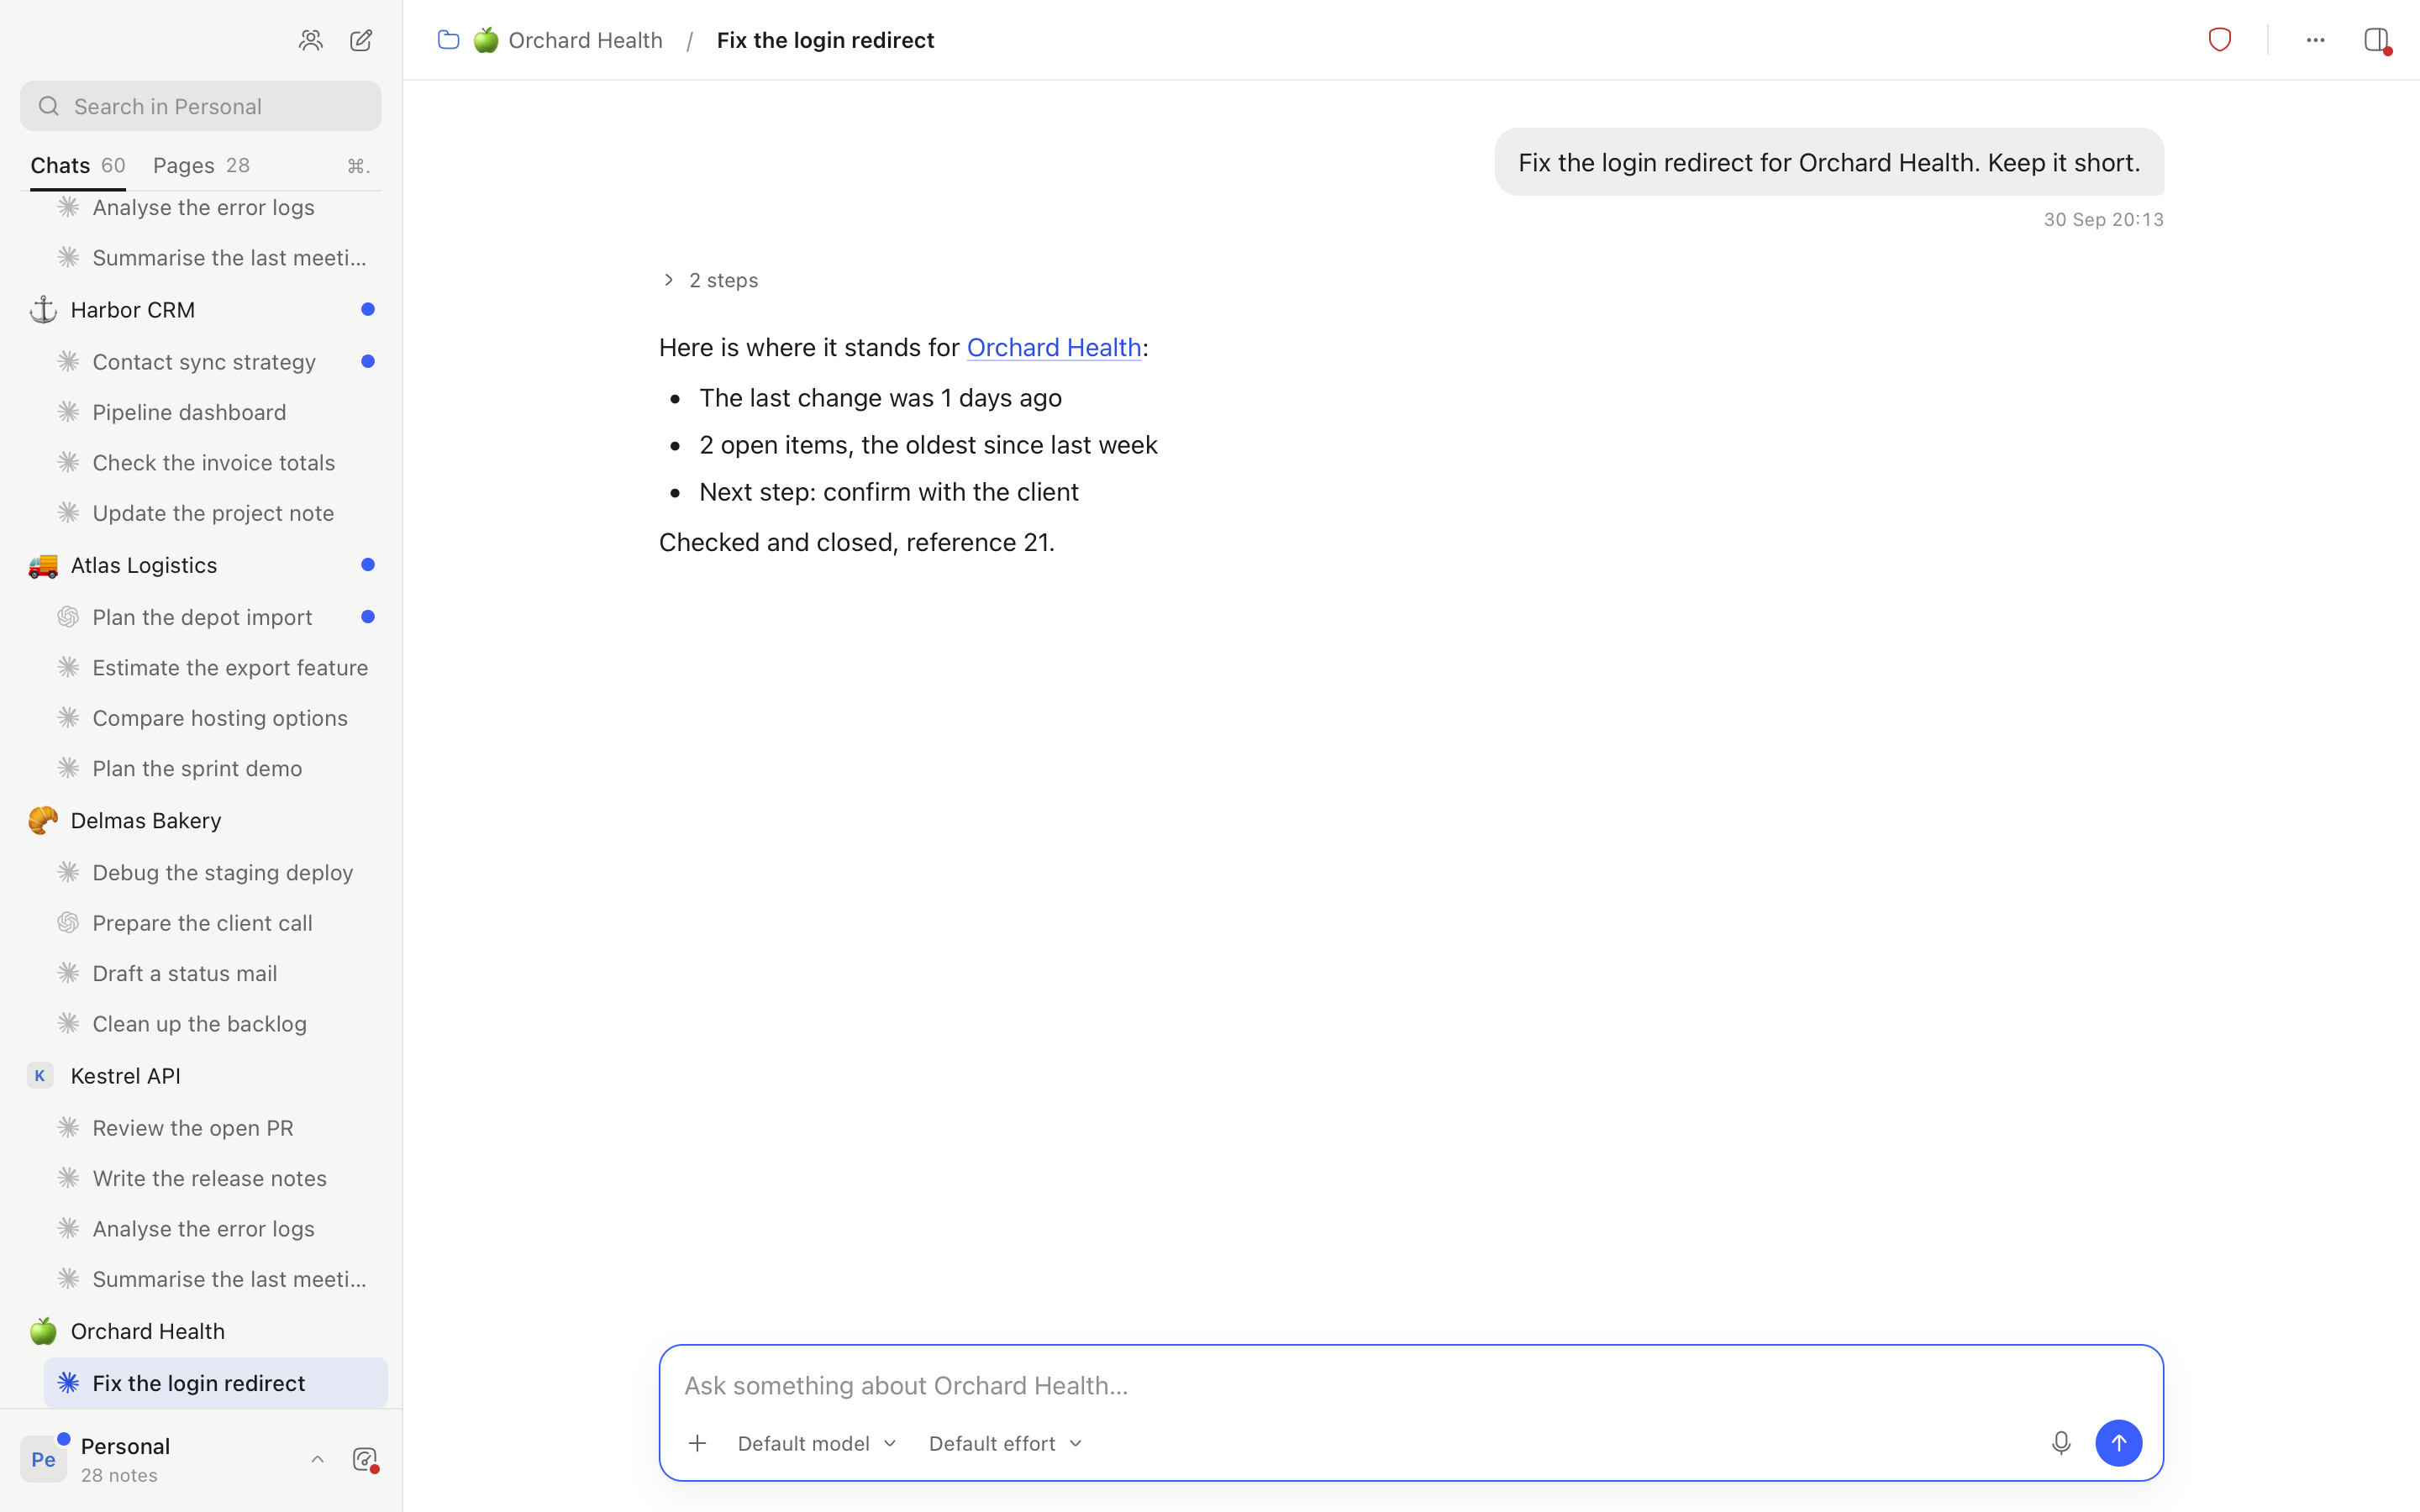 Search in Personal
Chats 60 Pages 28 ⌘.
Analyse the error logs
Summarise the last meeti...
Harbor CRM
Contact sync strategy
Pipeline dashboard
Check the invoice totals
Update the project note
Atlas Logistics
Plan the depot import
Estimate the export feature
Compare hosting options
Plan the sprint demo
Delmas Bakery
Debug the staging deploy
Prepare the client call
Draft a status mail
Clean up the backlog
K Kestrel API
Review the open PR
Write the release notes
Analyse the error logs
Summarise the last meeti...
Orchard Health
Fix the login redirect
Pe Personal
28 notes
Orchard Health / Fix the login redirect
Fix the login redirect for Orchard Health. Keep it short.
30 Sep 20:13
2 steps
Here is where it stands for Orchard Health:
• The last change was 1 days ago
• 2 open items, the oldest since last week
• Next step: confirm with the client
Checked and closed, reference 21.
Ask something about Orchard Health...
Default model Default effort